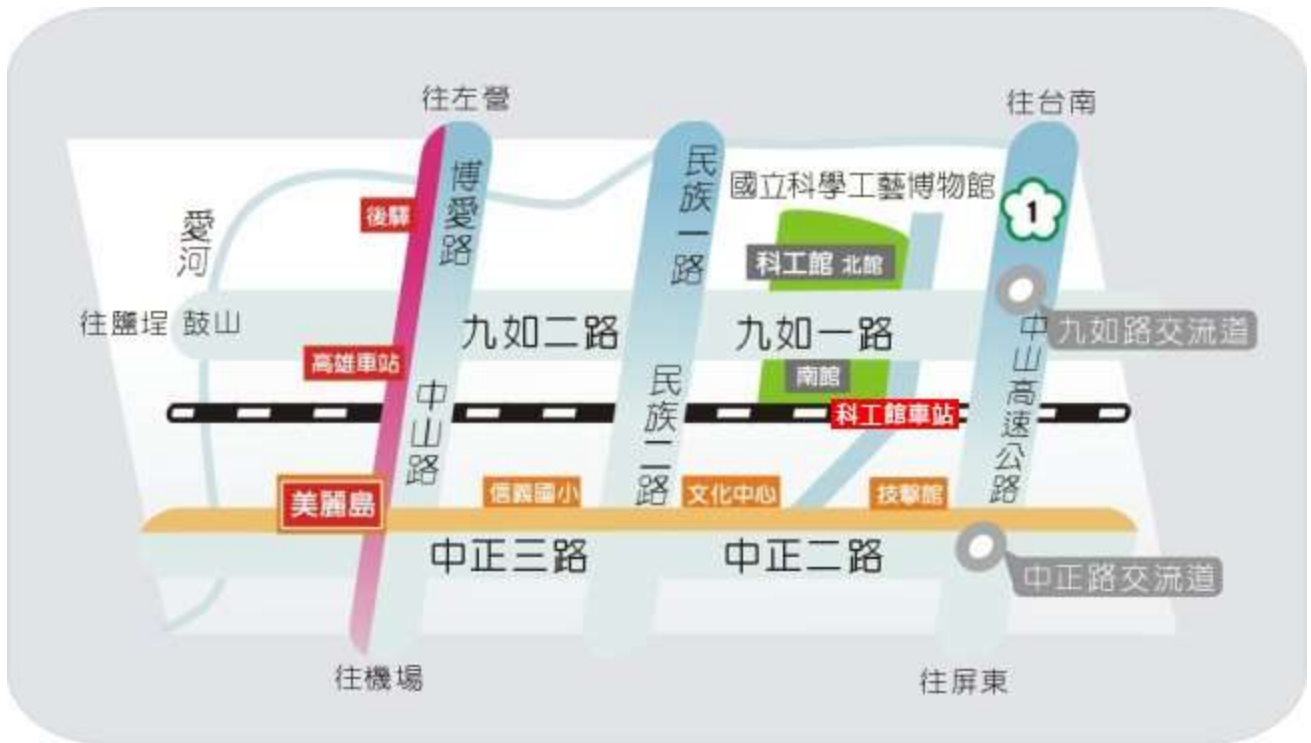 往左營
往台南
博愛路
民族一路
國立科學工藝博物館
1
後驛
愛河
科工館 北館
往鹽埕 鼓山
九如二路
九如一路
九如路交流道
高雄車站
南館
中山路
民族二路
中山高速公路
科工館車站
美麗島
信義國小
文化中心
技擊館
中正三路
中正二路
中正路交流道
往機場
往屏東